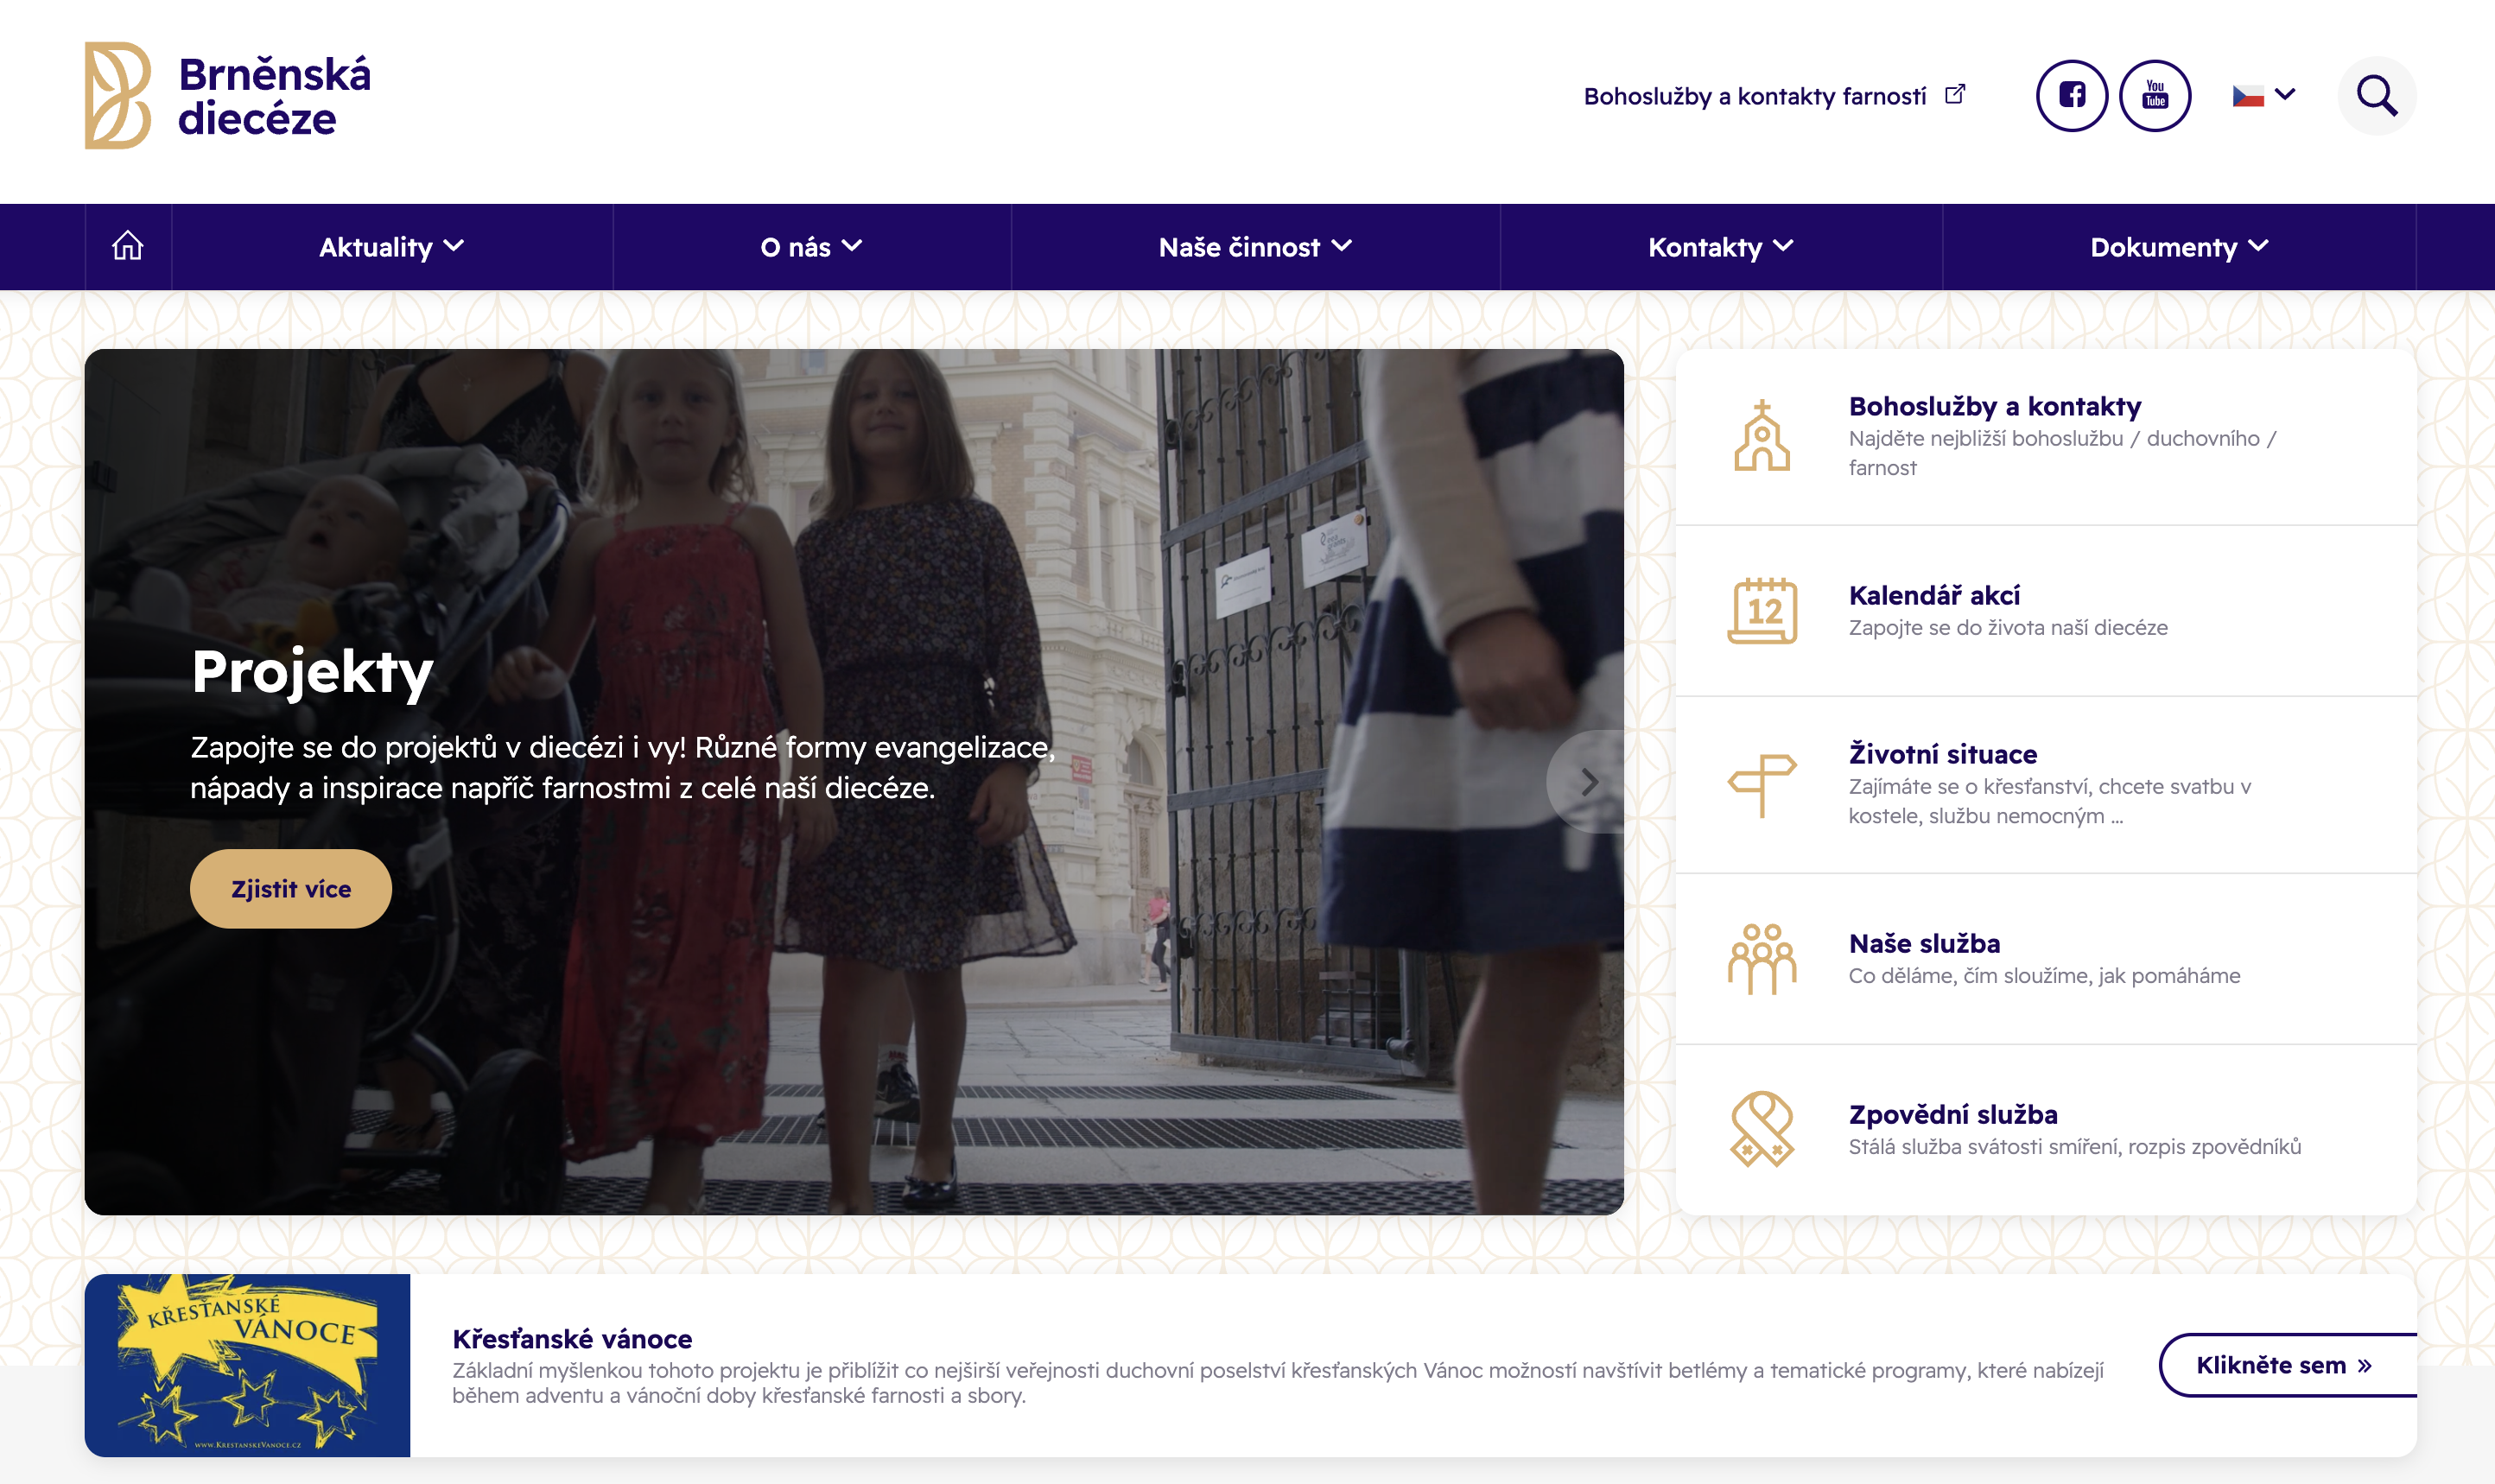 Brněnská
diecéze
Bohoslužby a kontakty farností
You
Tube
Aktuality
O nás
Naše činnost
Kontakty
Dokumenty
Projekty
Zapojte se do projektů v diecézi i vy! Různé formy evangelizace,
nápady a inspirace napříč farnostmi z celé naší diecéze.
Zjistit více
Bohoslužby a kontakty
Najděte nejbližší bohoslužbu / duchovního /
farnost
12
Kalendář akcí
Zapojte se do života naší diecéze
Životní situace
Zajímáte se o křesťanství, chcete svatbu v
kostele, službu nemocným ...
Naše služba
Co děláme, čím sloužíme, jak pomáháme
Zpovědní služba
Stálá služba svátosti smíření, rozpis zpovědníků
KŘESŤANSKÉ
VÁNOCE
www.KrestanskeVanoce.cz
Křesťanské vánoce
Základní myšlenkou tohoto projektu je přiblížit co nejširší veřejnosti duchovní poselství křesťanských Vánoc možností navštívit betlémy a tematické programy, které nabízejí
během adventu a vánoční doby křesťanské farnosti a sbory.
Klikněte sem »